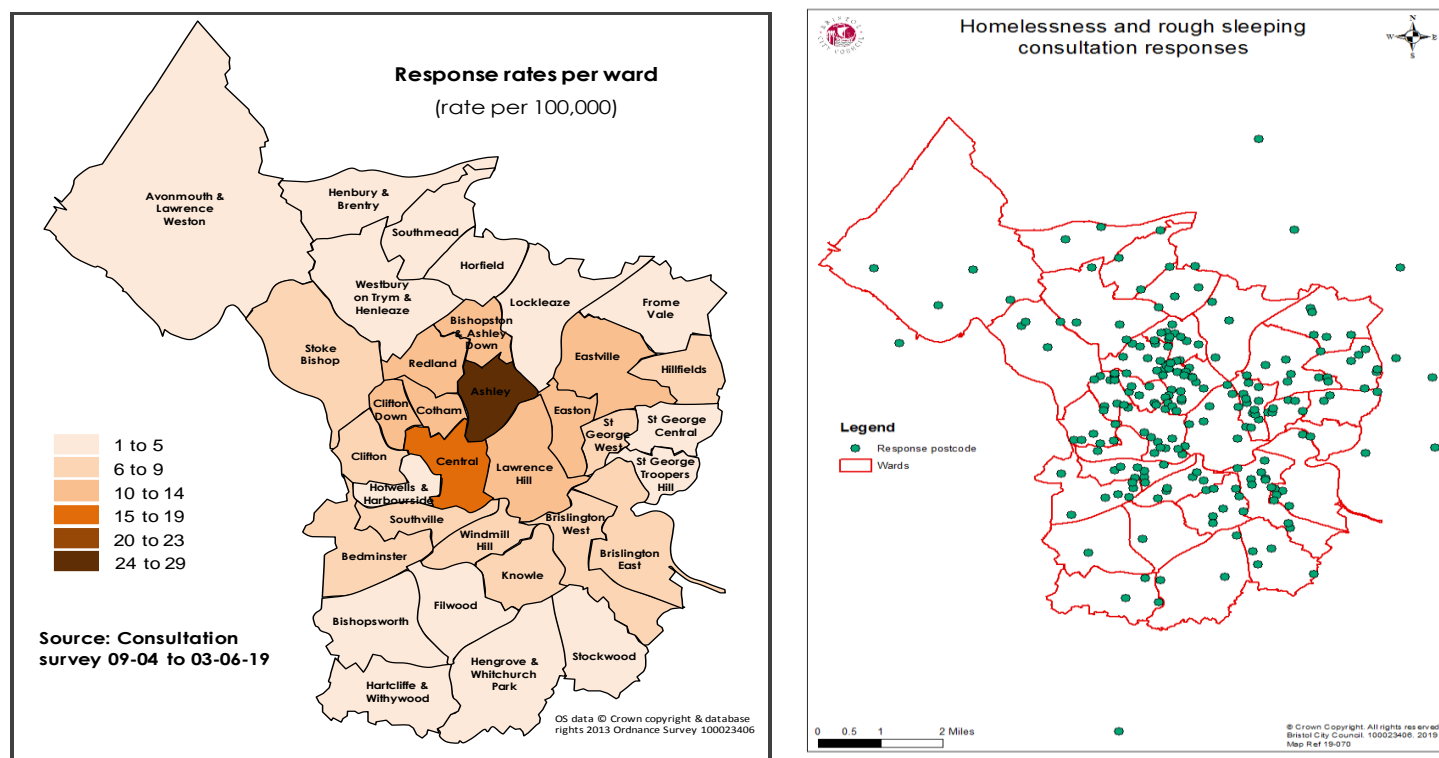 Response rates per ward
(rate per 100,000)
Avonmouth &
Lawrence
Weston
Henbury &
Brentry
Southmead
Horfield
Westbury
on Trym &
Henleaze
Lockleaze
Frome
Vale
Bishopston
& Ashley
Down
Stoke
Bishop
Redland
Eastville
Hillfields
Ashley
Clifton
Down
Cotham
Easton
St
George
West
St George
Central
Clifton
Central
Lawrence
Hill
St George
Troopers
Hill
Hotwells &
Harbourside
Southville
Brislington
West
Windmill
Hill
Bedminster
Brislington
East
Knowle
Filwood
Bishopsworth
Stockwood
Hengrove &
Whitchurch
Park
Hartcliffe &
Withywood
1 to 5
6 to 9
10 to 14
15 to 19
20 to 23
24 to 29
Source: Consultation
survey 09-04 to 03-06-19
OS data © Crown copyright & database
rights 2013 Ordnance Survey 100023406
BRISTOL
CITY COUNCIL
Homelessness and rough sleeping
consultation responses
N
W E
S
Legend
Response postcode
Wards
0 0.5 1 2 Miles
© Crown Copyright. All rights reserved
Bristol City Council. 100023406. 2019
Map Ref 19-070